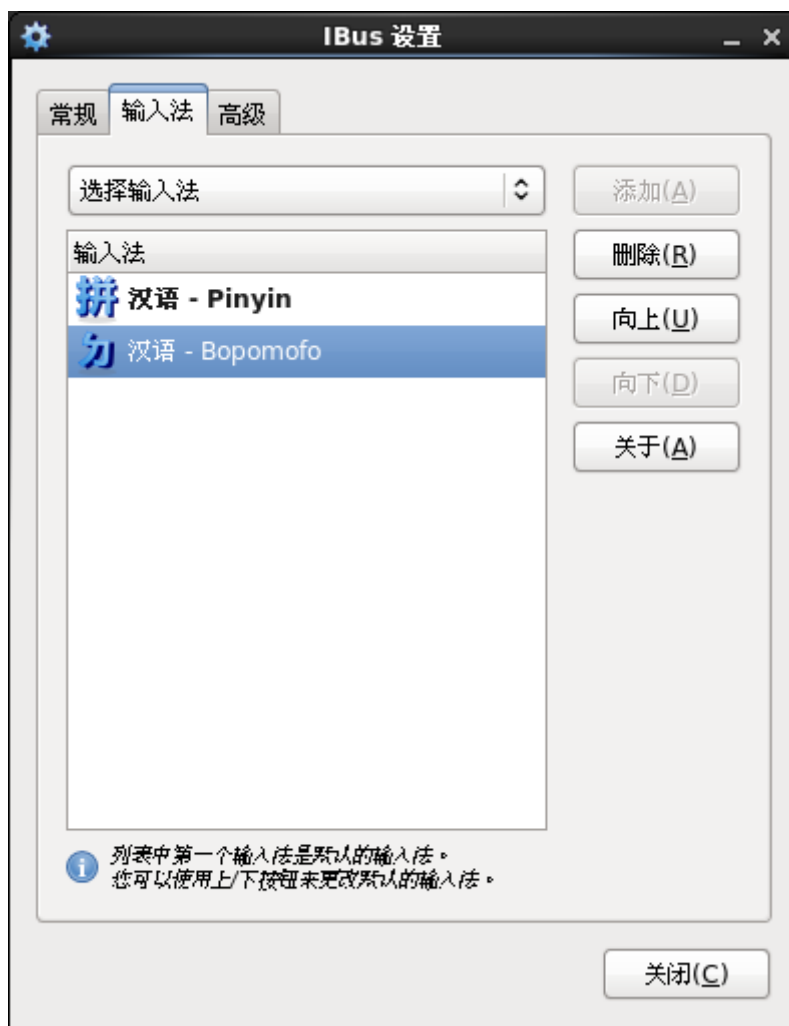 IBus 设置
常规 输入法 高级
选择输入法
添加(A)
输入法
删除(R)
拼 汉语 - Pinyin
向上(U)
勹 汉语 - Bopomofo
向下(D)
关于(A)
列表中第一个输入法是默认的输入法。
您可以使用上/下按钮来更改默认的输入法。
关闭(C)